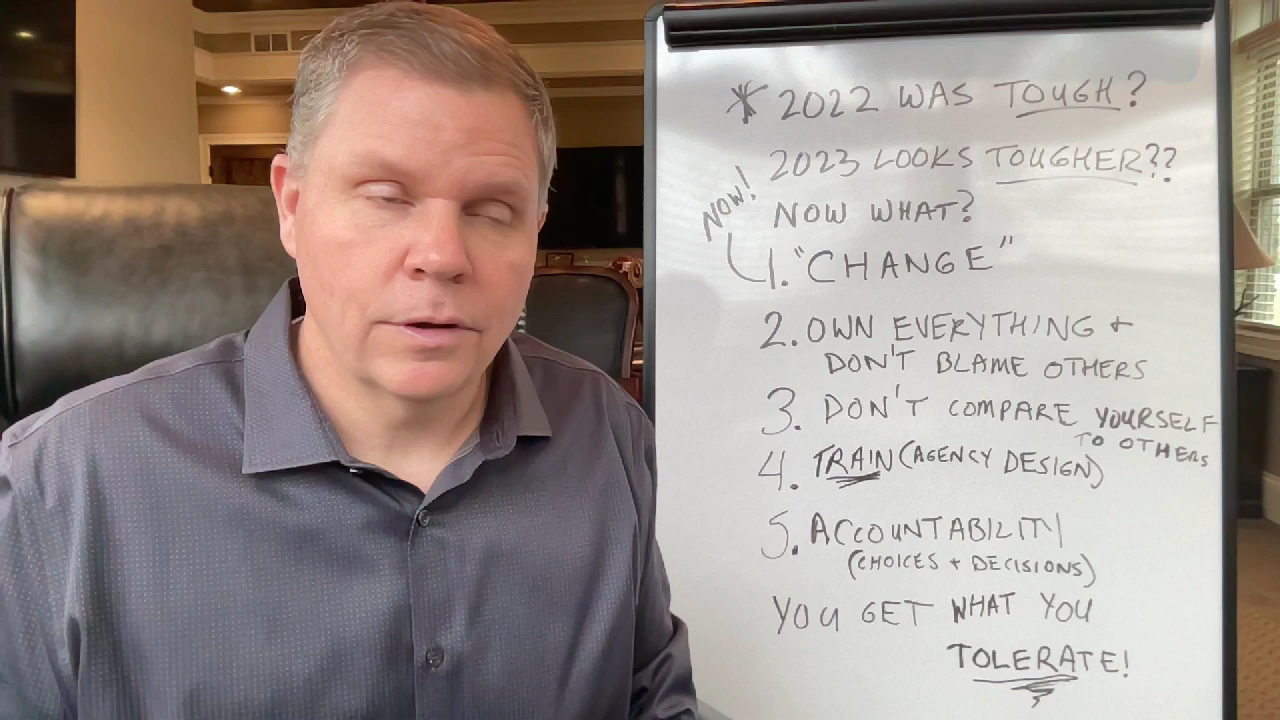 * 2022 WAS TOUGH?
2023 LOOKS TOUGHER??
NOW!
NOW WHAT?
1. "CHANGE"
2. OWN EVERYTHING +
DON'T BLAME OTHERS
3. DON'T COMPARE YOURSELF
TO OTHERS
4. TRAIN (AGENCY DESIGN)
5. ACCOUNTABILITY
(CHOICES + DECISIONS)
YOU GET WHAT YOU
TOLERATE!